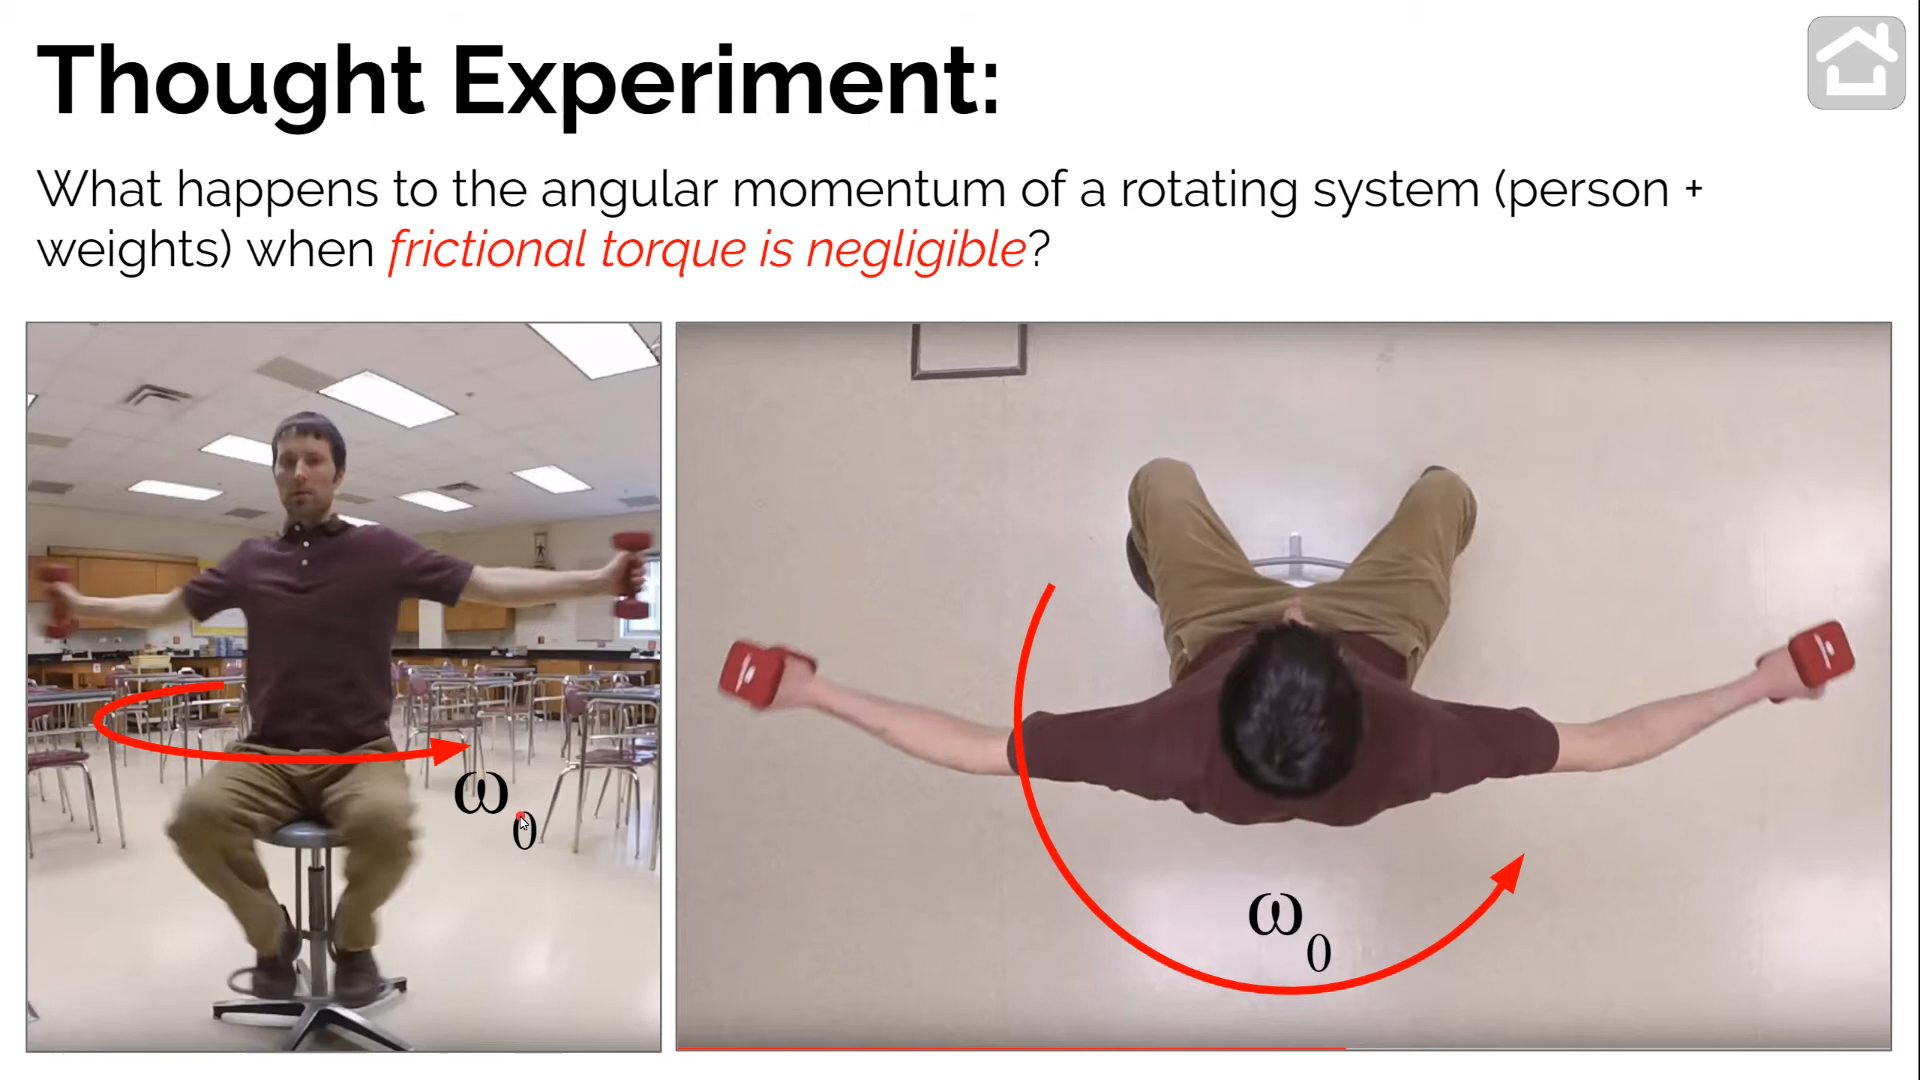 Thought Experiment:
What happens to the angular momentum of a rotating system (person +
weights) when frictional torque is negligible?
ω0
ω0